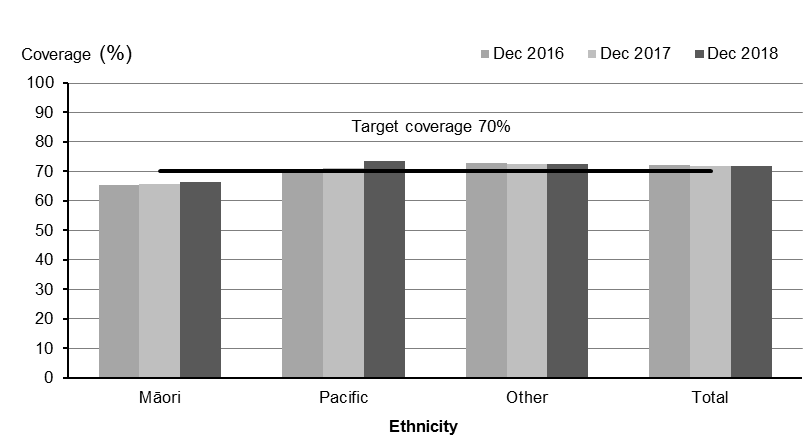 Coverage (%)
Dec 2016 Dec 2017 Dec 2018
100
90
Target coverage 70%
80
70
60
50
40
30
20
10
0
Māori Pacific Other Total
Ethnicity